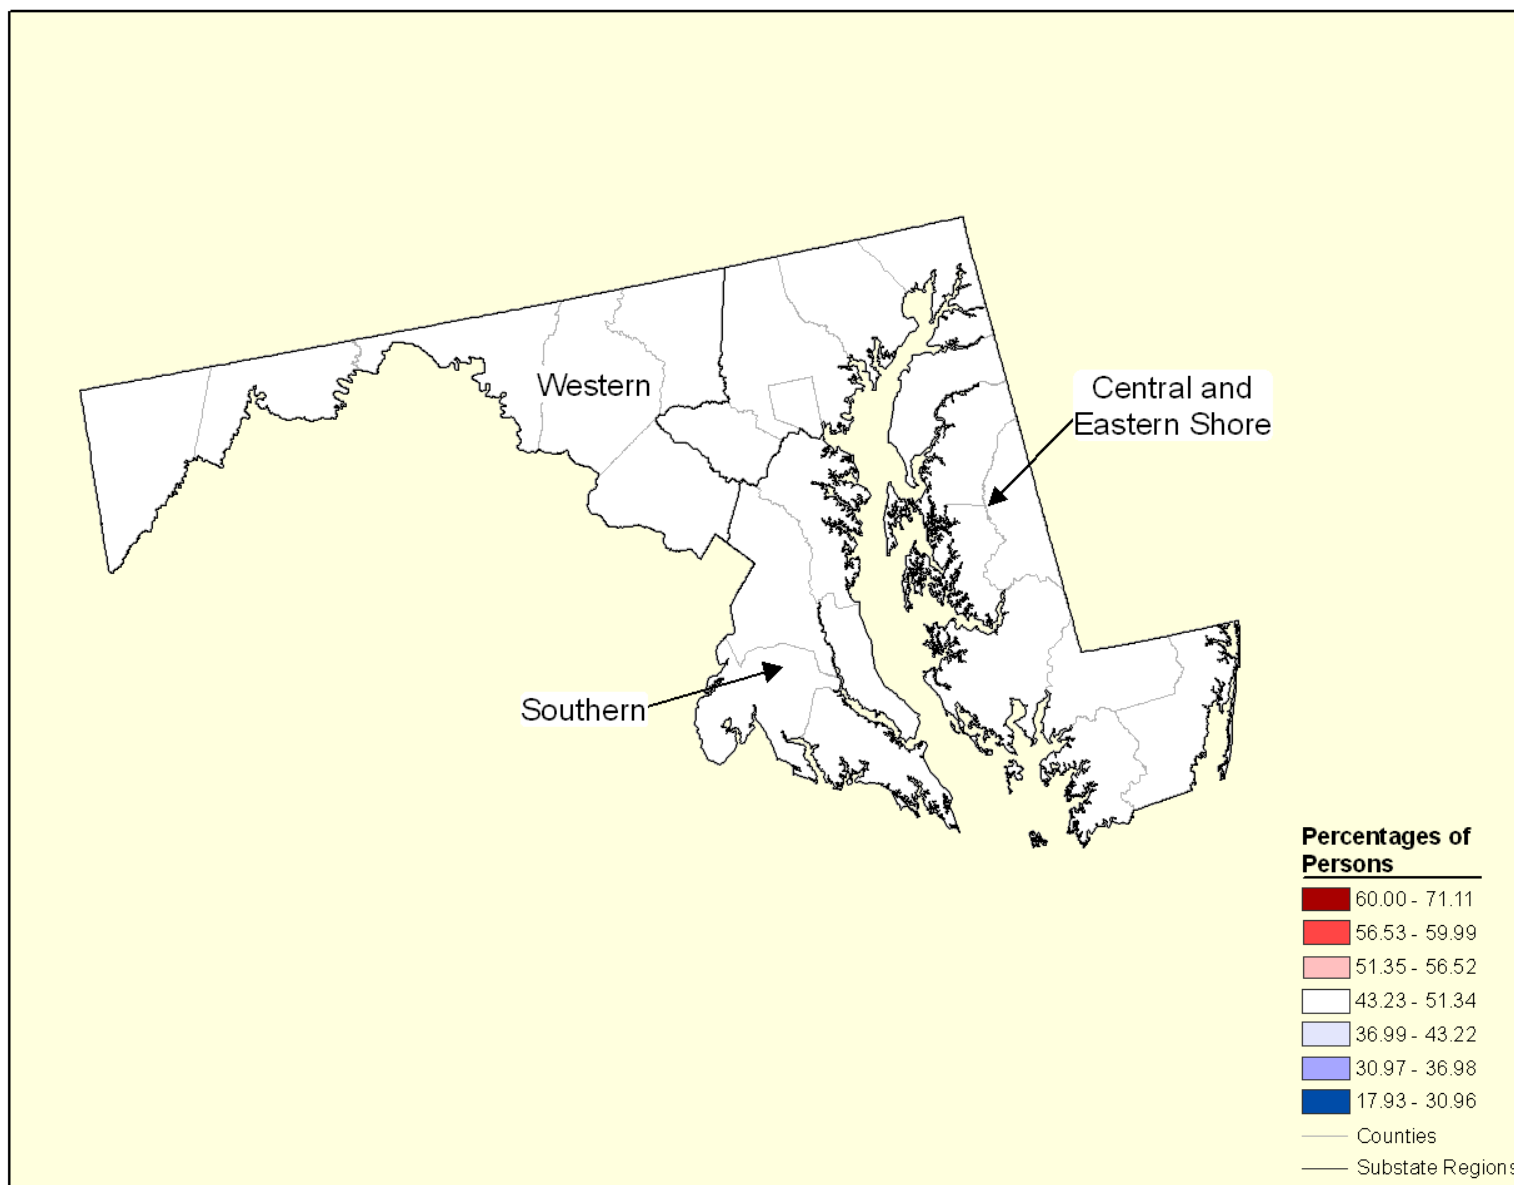 Western
Central and
Eastern Shore
Southern
Percentages of
Persons
60.00 - 71.11
56.53 - 59.99
51.35 - 56.52
43.23 - 51.34
36.99 - 43.22
30.97 - 36.98
17.93 - 30.96
Counties
Substate Regions